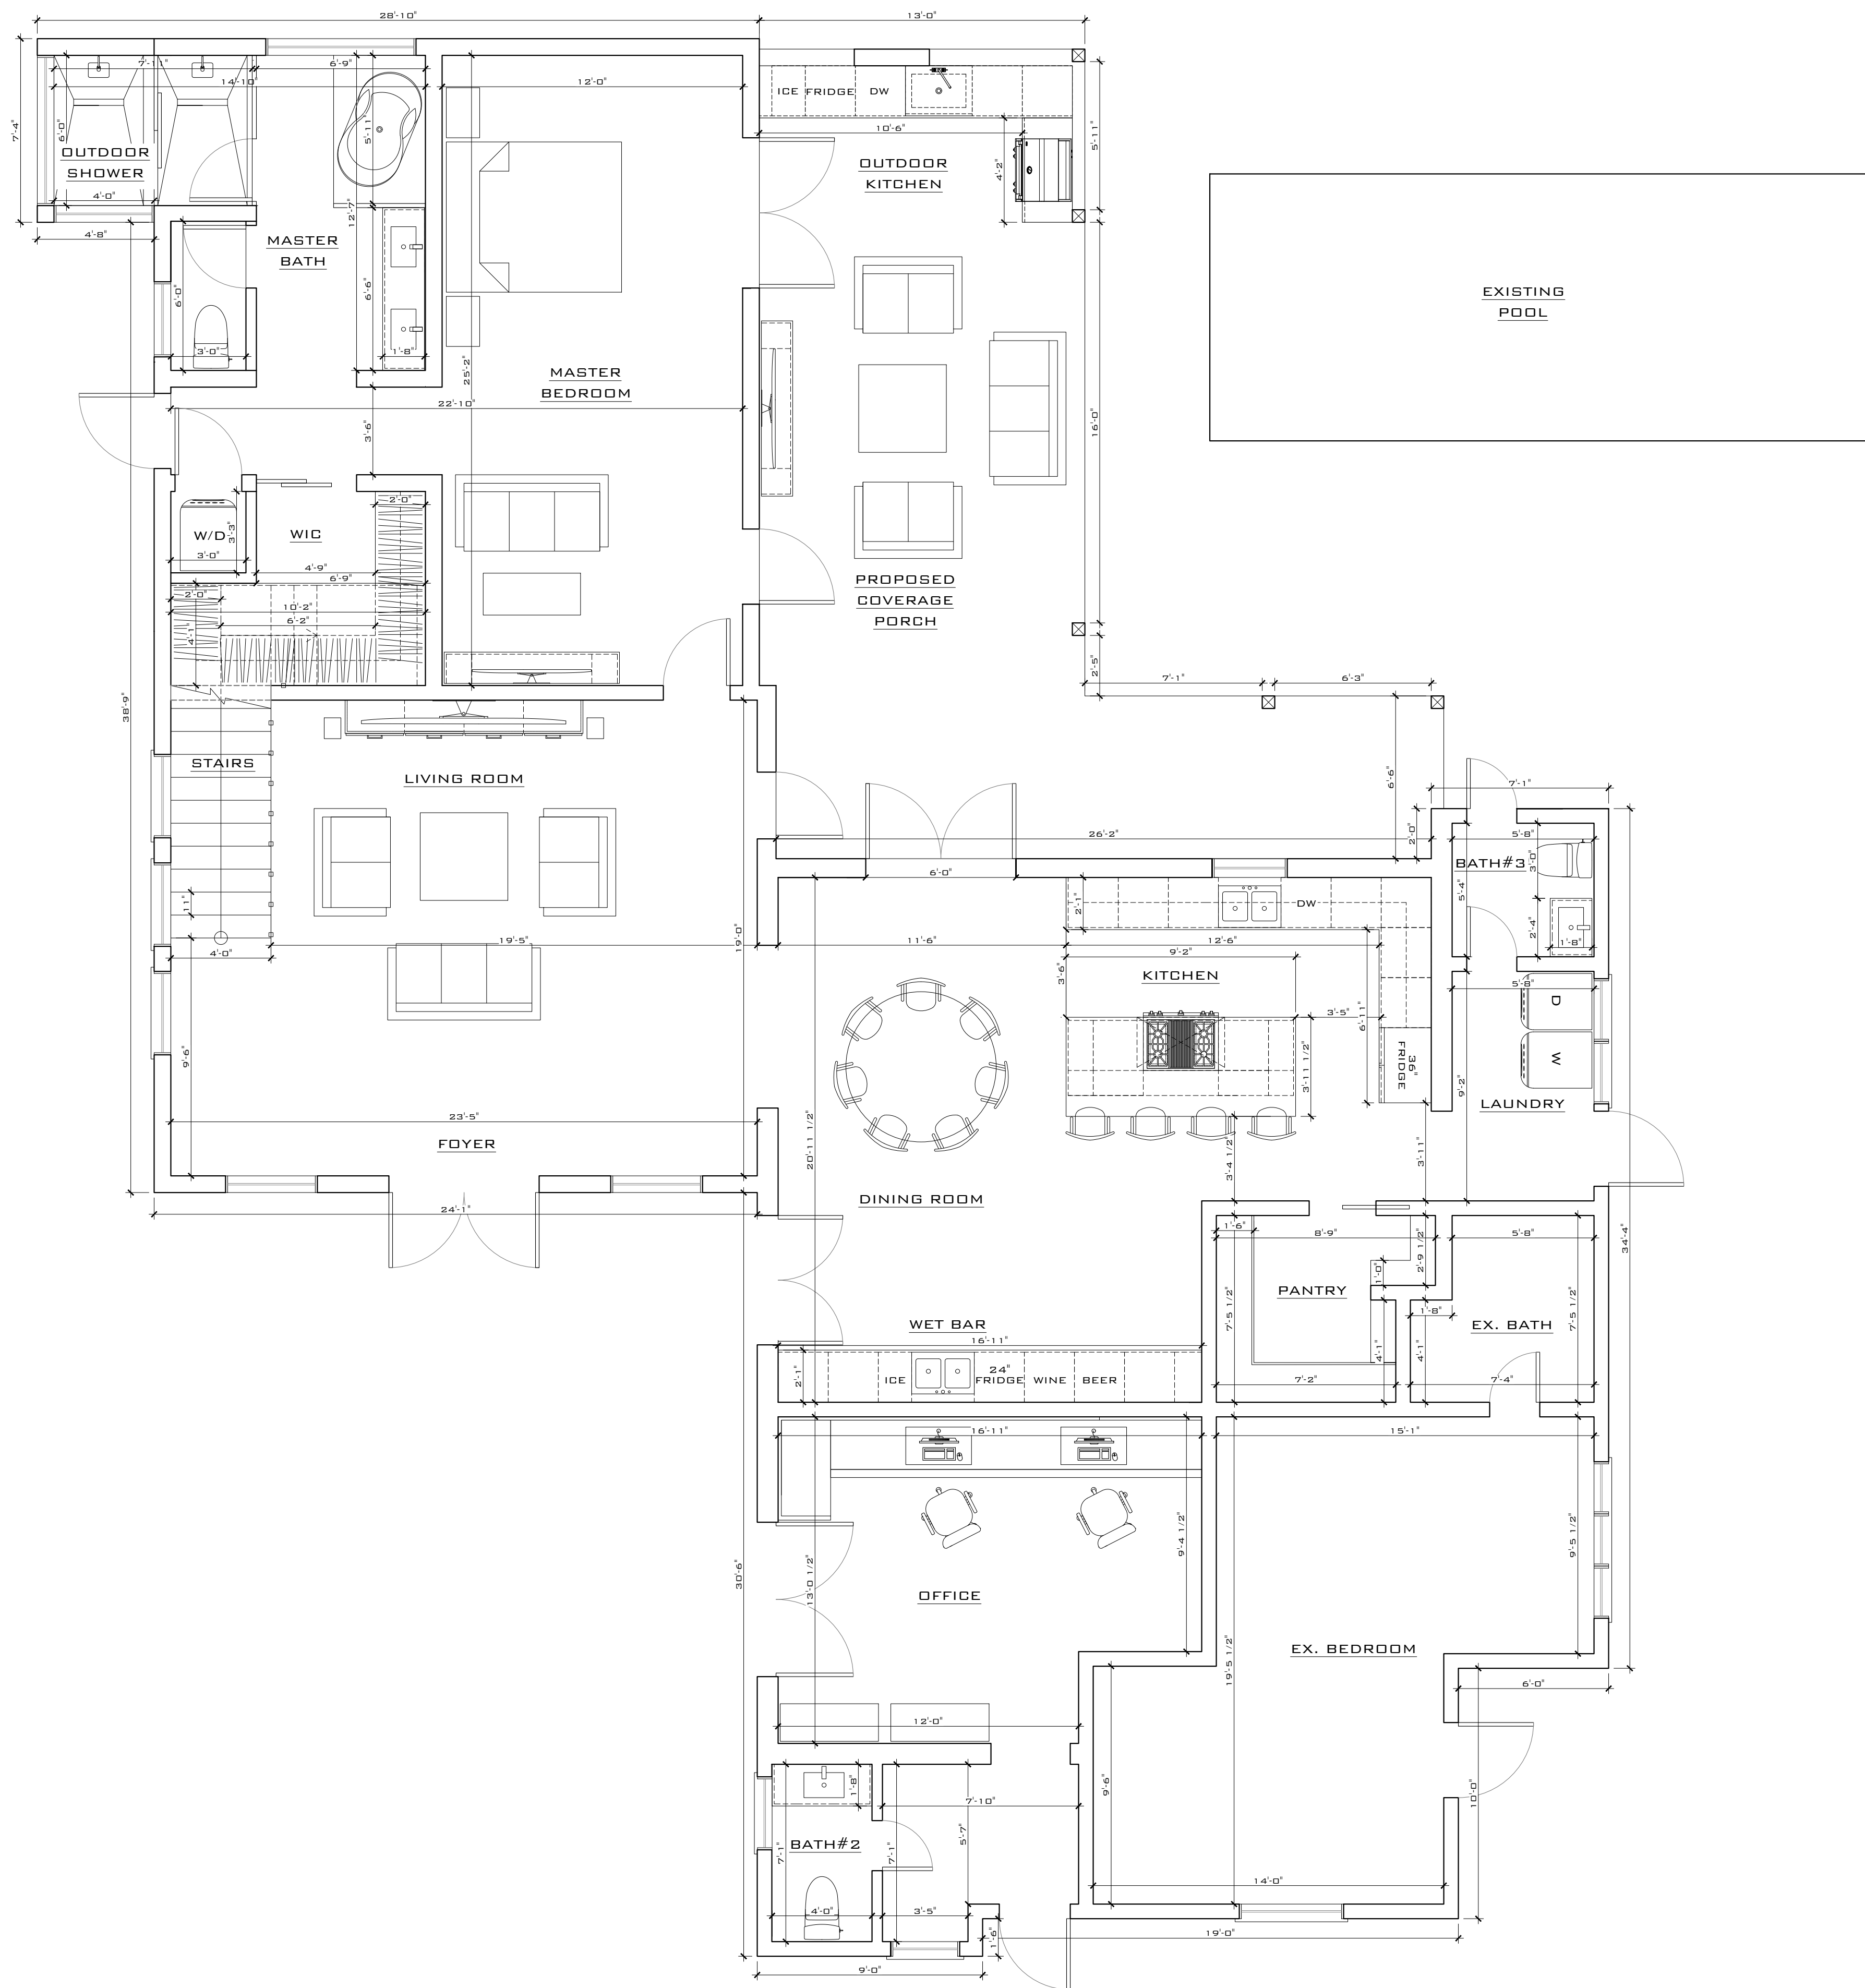 28'-10"
13'-0"
7'-11"
6'-9"
14'-10"
12'-0"
ICE
FRIDGE
DW
7'-4"
6'-0"
5'-11"
5'-11"
10'-6"
OUTDOOR
SHOWER
OUTDOOR
KITCHEN
4'-2"
4'-0"
12'-7"
4'-8"
MASTER
BATH
6'-6"
6'-0"
EXISTING
POOL
3'-0"
1'-8"
25'-2"
MASTER
BEDROOM
22'-10"
3'-6"
16'-0"
2'-0"
W/D
3'-3"
WIC
3'-0"
4'-9"
6'-9"
PROPOSED
COVERAGE
PORCH
2'-0"
10'-2"
6'-2"
4'-1"
2'-5"
7'-1"
6'-3"
38'-9"
STAIRS
LIVING ROOM
6'-6"
7'-1"
26'-2"
2'-0"
5'-8"
BATH#3
3'-0"
6'-0"
5'-4"
11"
2'-1"
DW
2'-4"
1'-8"
4'-0"
19'-5"
19'-0"
11'-6"
12'-6"
9'-2"
3'-6"
KITCHEN
5'-8"
D
3'-5"
6'-11"
36"
FRIDGE
W
9'-6"
3'-11 1/2"
9'-2"
LAUNDRY
23'-5"
FOYER
20'-11 1/2"
3'-4 1/2"
3'-11"
DINING ROOM
24'-1"
1'-6"
8'-9"
2'-9 1/2"
5'-8"
34'-4"
1'-0"
PANTRY
7'-5 1/2"
1'-8"
EX. BATH
7'-5 1/2"
WET BAR
16'-11"
4'-1"
4'-1"
2'-1"
ICE
24"
FRIDGE
WINE
BEER
7'-2"
7'-4"
16'-11"
15'-1"
9'-4 1/2"
9'-5 1/2"
30'-6"
13'-0 1/2"
OFFICE
EX. BEDROOM
19'-5 1/2"
6'-0"
12'-0"
1'-8"
9'-6"
10'-0"
7'-10"
5'-7"
BATH#2
7'-1"
7'-1"
14'-0"
4'-0"
3'-5"
1'-6"
19'-0"
9'-0"